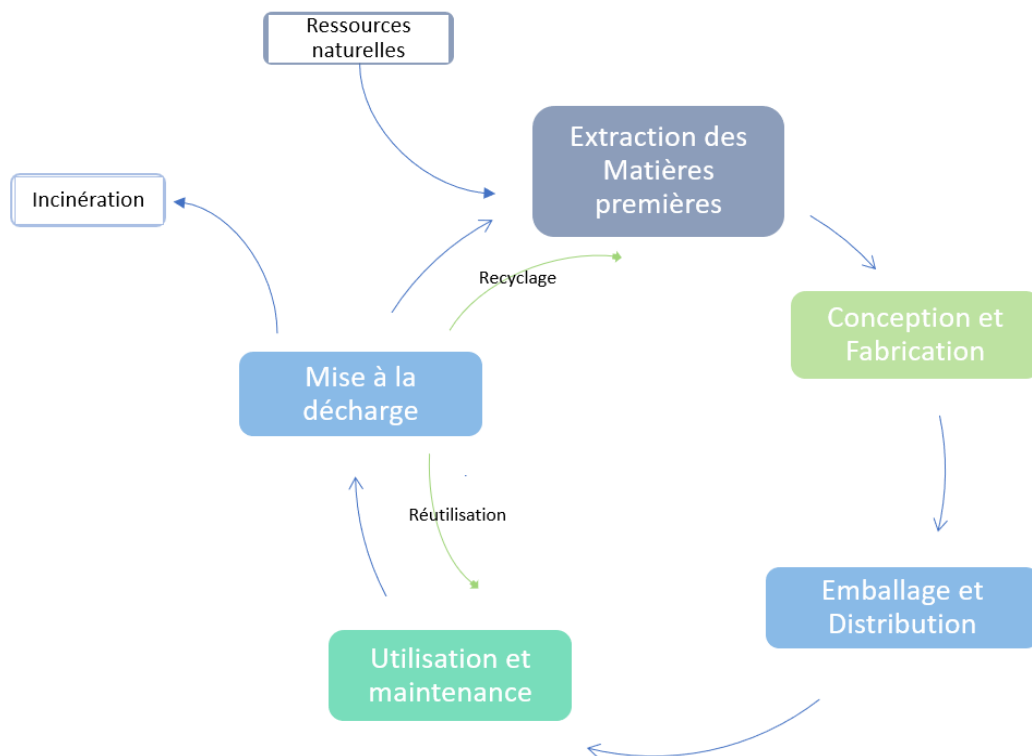 Ressources
naturelles
Extraction des
Matières
premières
Incinération
Recyclage
Conception et
Fabrication
Mise à la
décharge
Réutilisation
Emballage et
Distribution
Utilisation et
maintenance